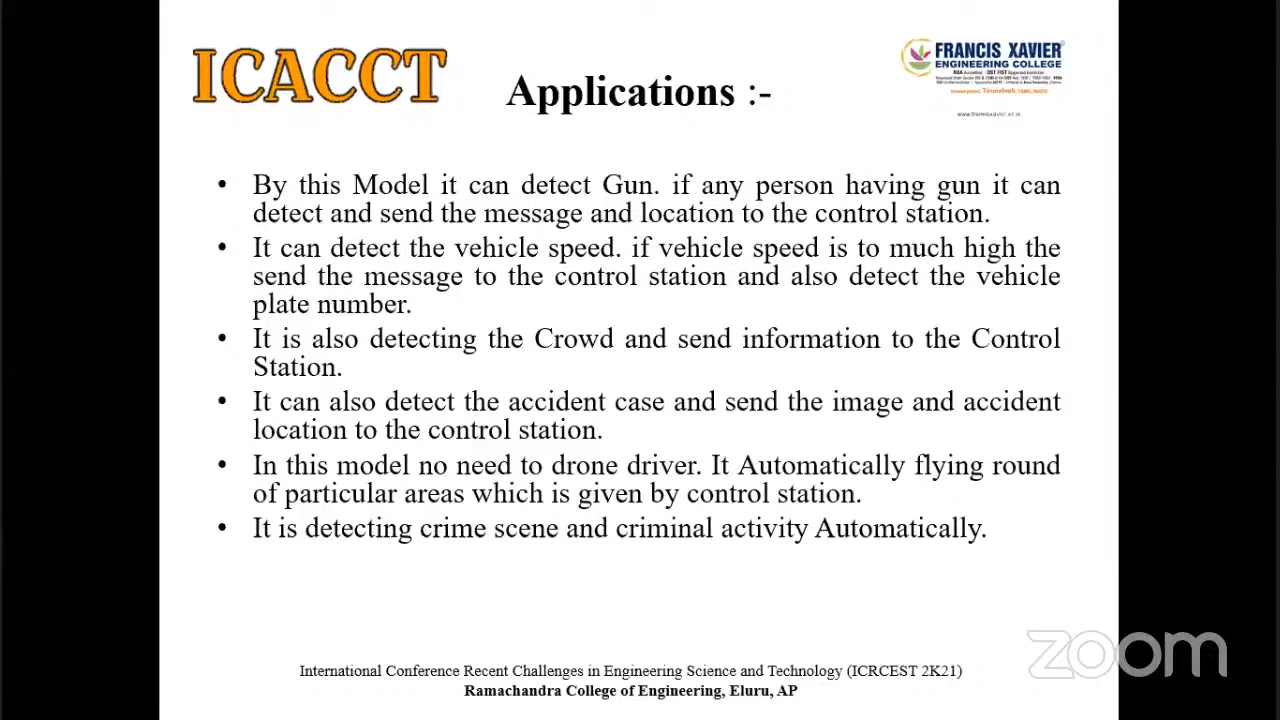 ICACCT
FRANCIS XAVIER
ENGINEERING COLLEGE
Applications :-
• By this Model it can detect Gun. if any person having gun it can
detect and send the message and location to the control station.
• It can detect the vehicle speed. if vehicle speed is to much high the
send the message to the control station and also detect the vehicle
plate number.
• It is also detecting the Crowd and send information to the Control
Station.
• It can also detect the accident case and send the image and accident
location to the control station.
• In this model no need to drone driver. It Automatically flying round
of particular areas which is given by control station.
• It is detecting crime scene and criminal activity Automatically.
International Conference Recent Challenges in Engineering Science and Technology (ICRCEST 2K21)
Ramachandra College of Engineering, Eluru, AP
zoom